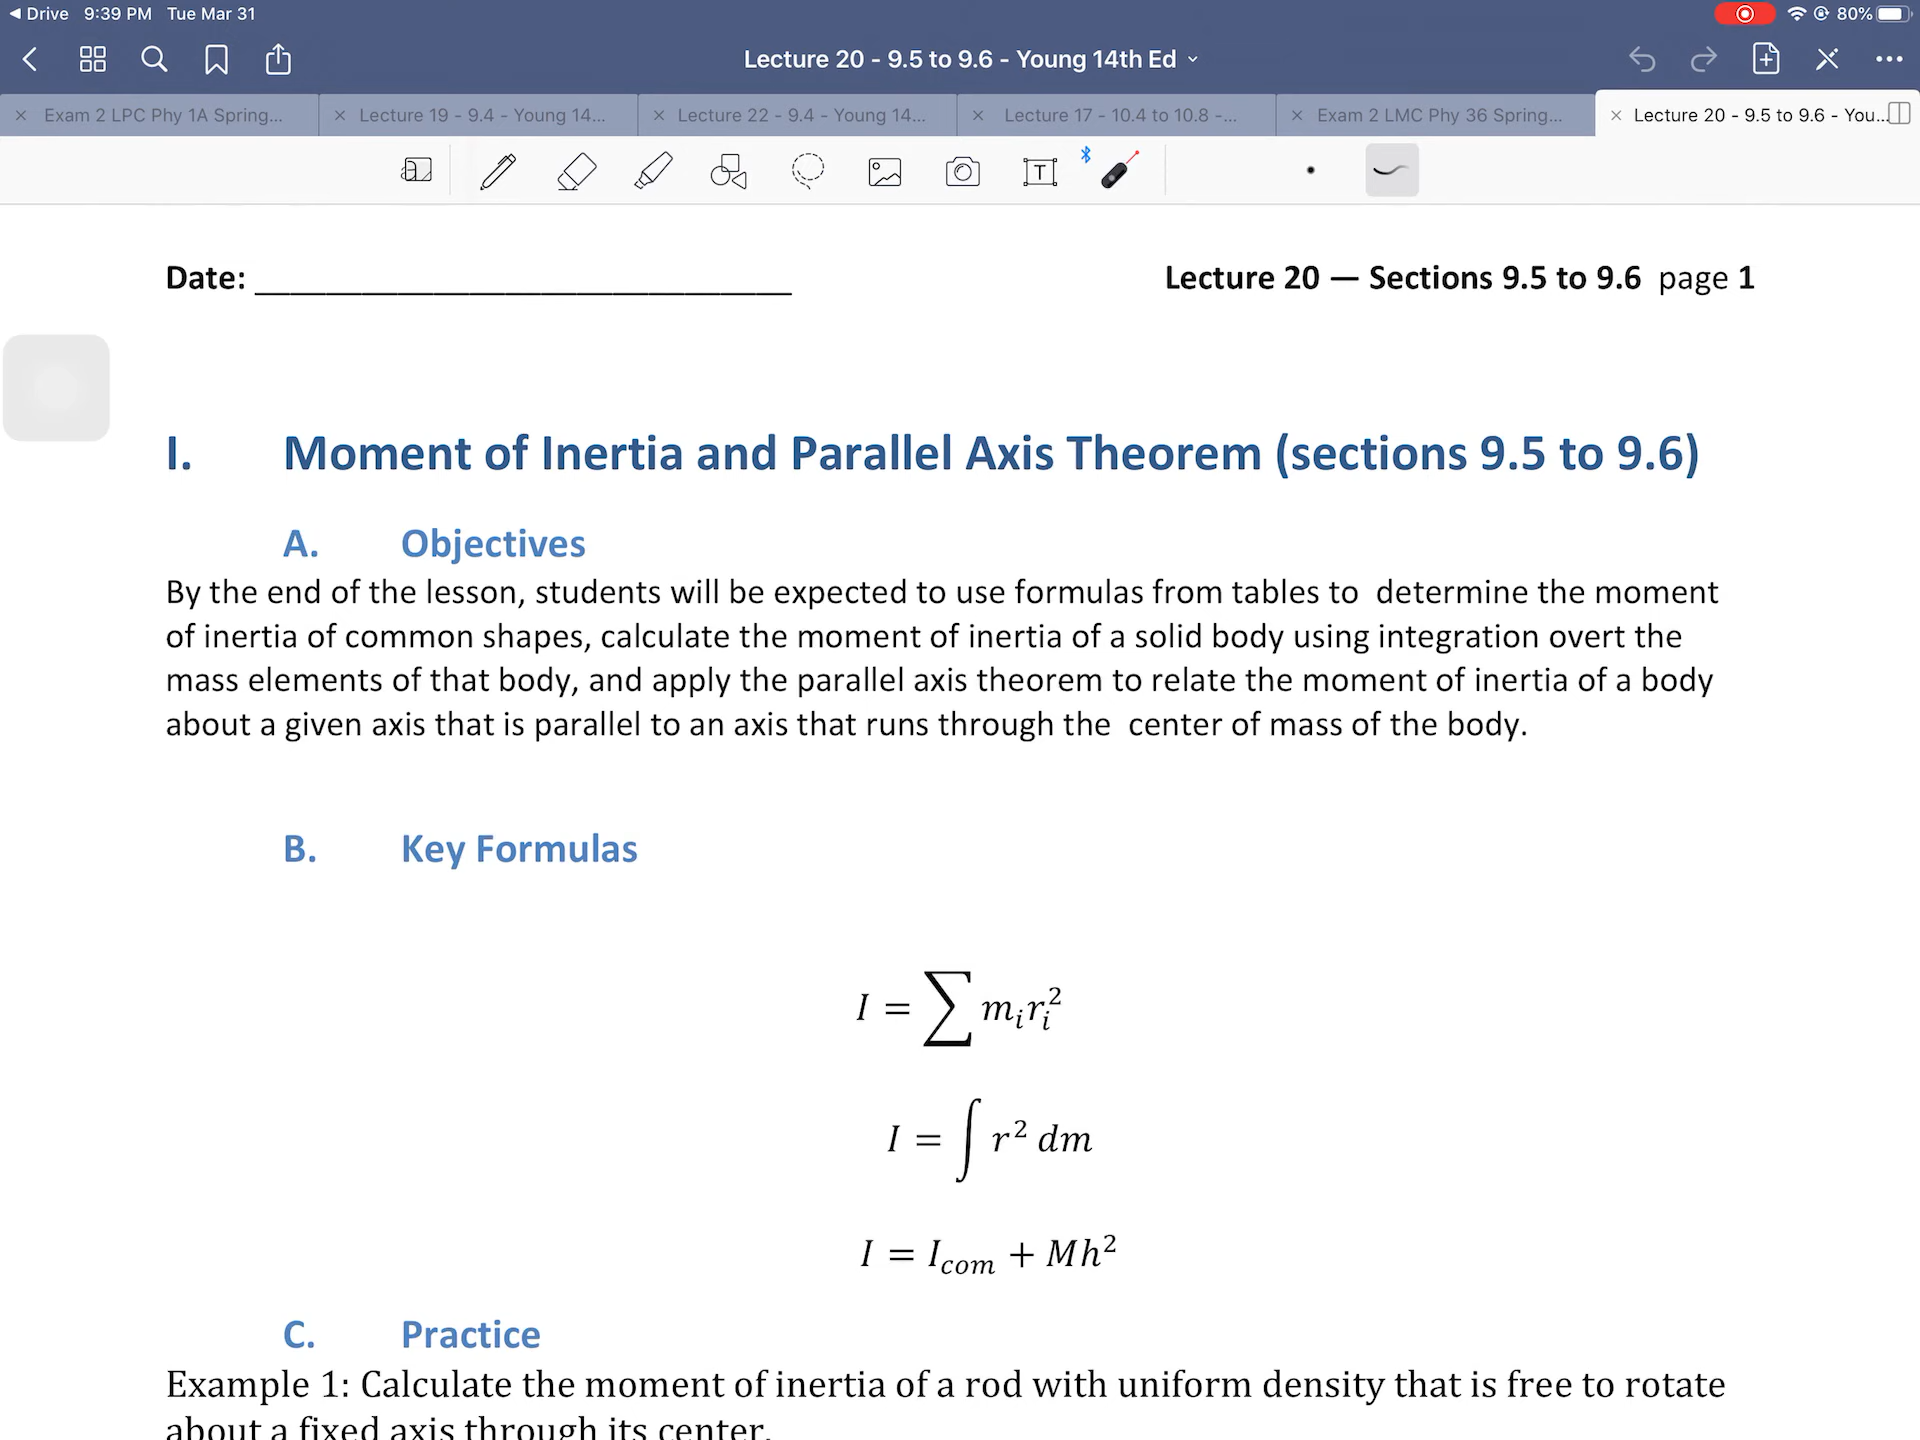 ◀ Drive 9:39 PM Tue Mar 31 80%
Lecture 20 - 9.5 to 9.6 - Young 14th Ed
Exam 2 LPC Phy 1A Spring... Lecture 19 - 9.4 - Young 14... Lecture 22 - 9.4 - Young 14... Lecture 17 - 10.4 to 10.8 -... Exam 2 LMC Phy 36 Spring... Lecture 20 - 9.5 to 9.6 - You...
Date: ______________________________ Lecture 20 — Sections 9.5 to 9.6 page 1
I. Moment of Inertia and Parallel Axis Theorem (sections 9.5 to 9.6)
A. Objectives
By the end of the lesson, students will be expected to use formulas from tables to determine the moment
of inertia of common shapes, calculate the moment of inertia of a solid body using integration overt the
mass elements of that body, and apply the parallel axis theorem to relate the moment of inertia of a body
about a given axis that is parallel to an axis that runs through the center of mass of the body.
B. Key Formulas
I = ∑ m_i r_i^2
I = ∫ r^2 dm
I = I_com + Mh^2
C. Practice
Example 1: Calculate the moment of inertia of a rod with uniform density that is free to rotate
about a fixed axis through its center.